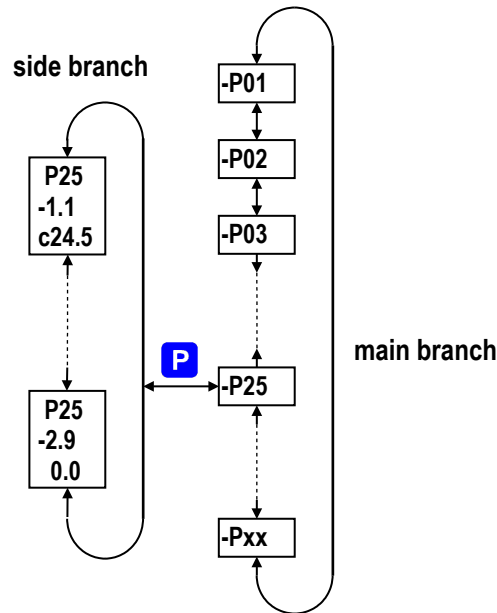 side branch
P25
-1.1
c24.5
P25
-2.9
0.0
P
-P01
-P02
-P03
-P25
-Pxx
main branch